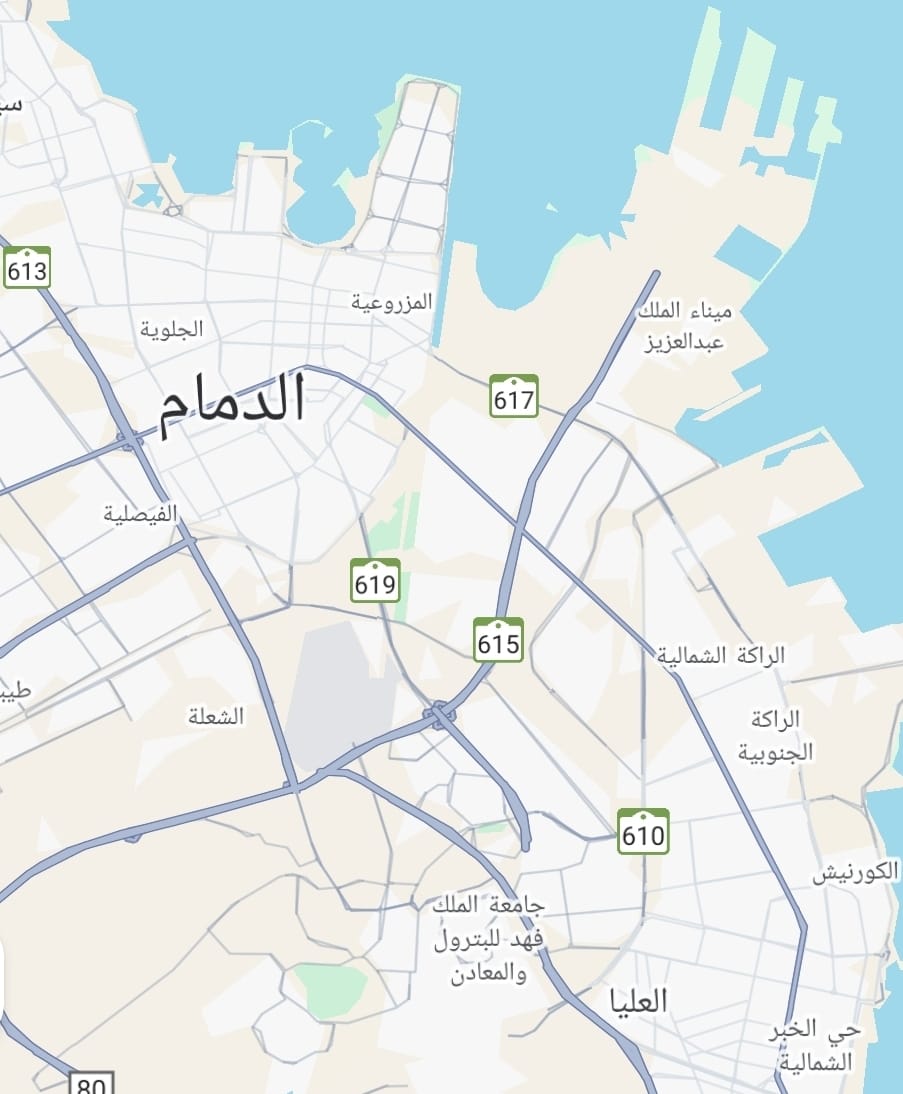 613
المزروعية
ميناء الملك
عبدالعزيز
الجلوية
617
الدمام
الفيصلية
619
615
الراكة الشمالية
الشعلة
الراكة
الجنوبية
610
الكورنيش
جامعة الملك
فهد للبترول
والمعادن
العليا
حي الخبر
الشمالية
80